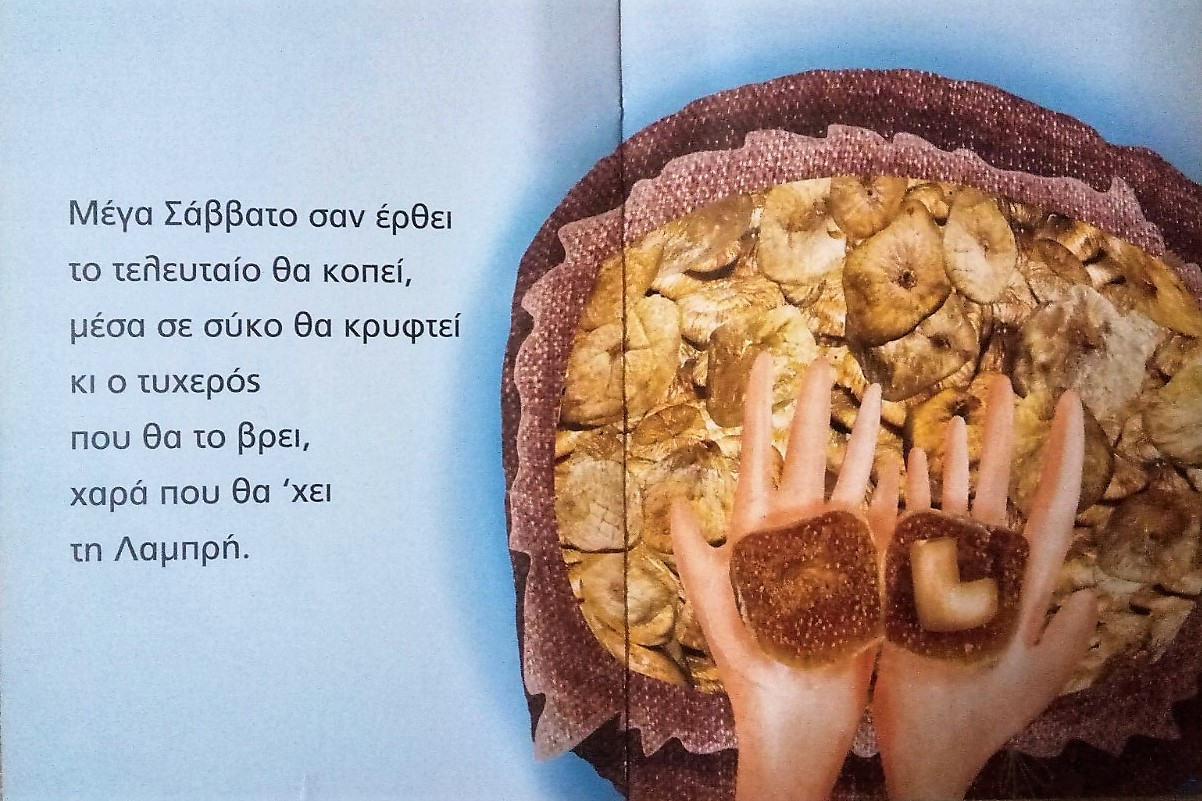 Μέγα Σάββατο σαν έρθει
το τελευταίο θα κοπεί,
μέσα σε σύκο θα κρυφτεί
κι ο τυχερός
που θα το βρει,
χαρά που θα ‘χει
τη Λαμπρή.